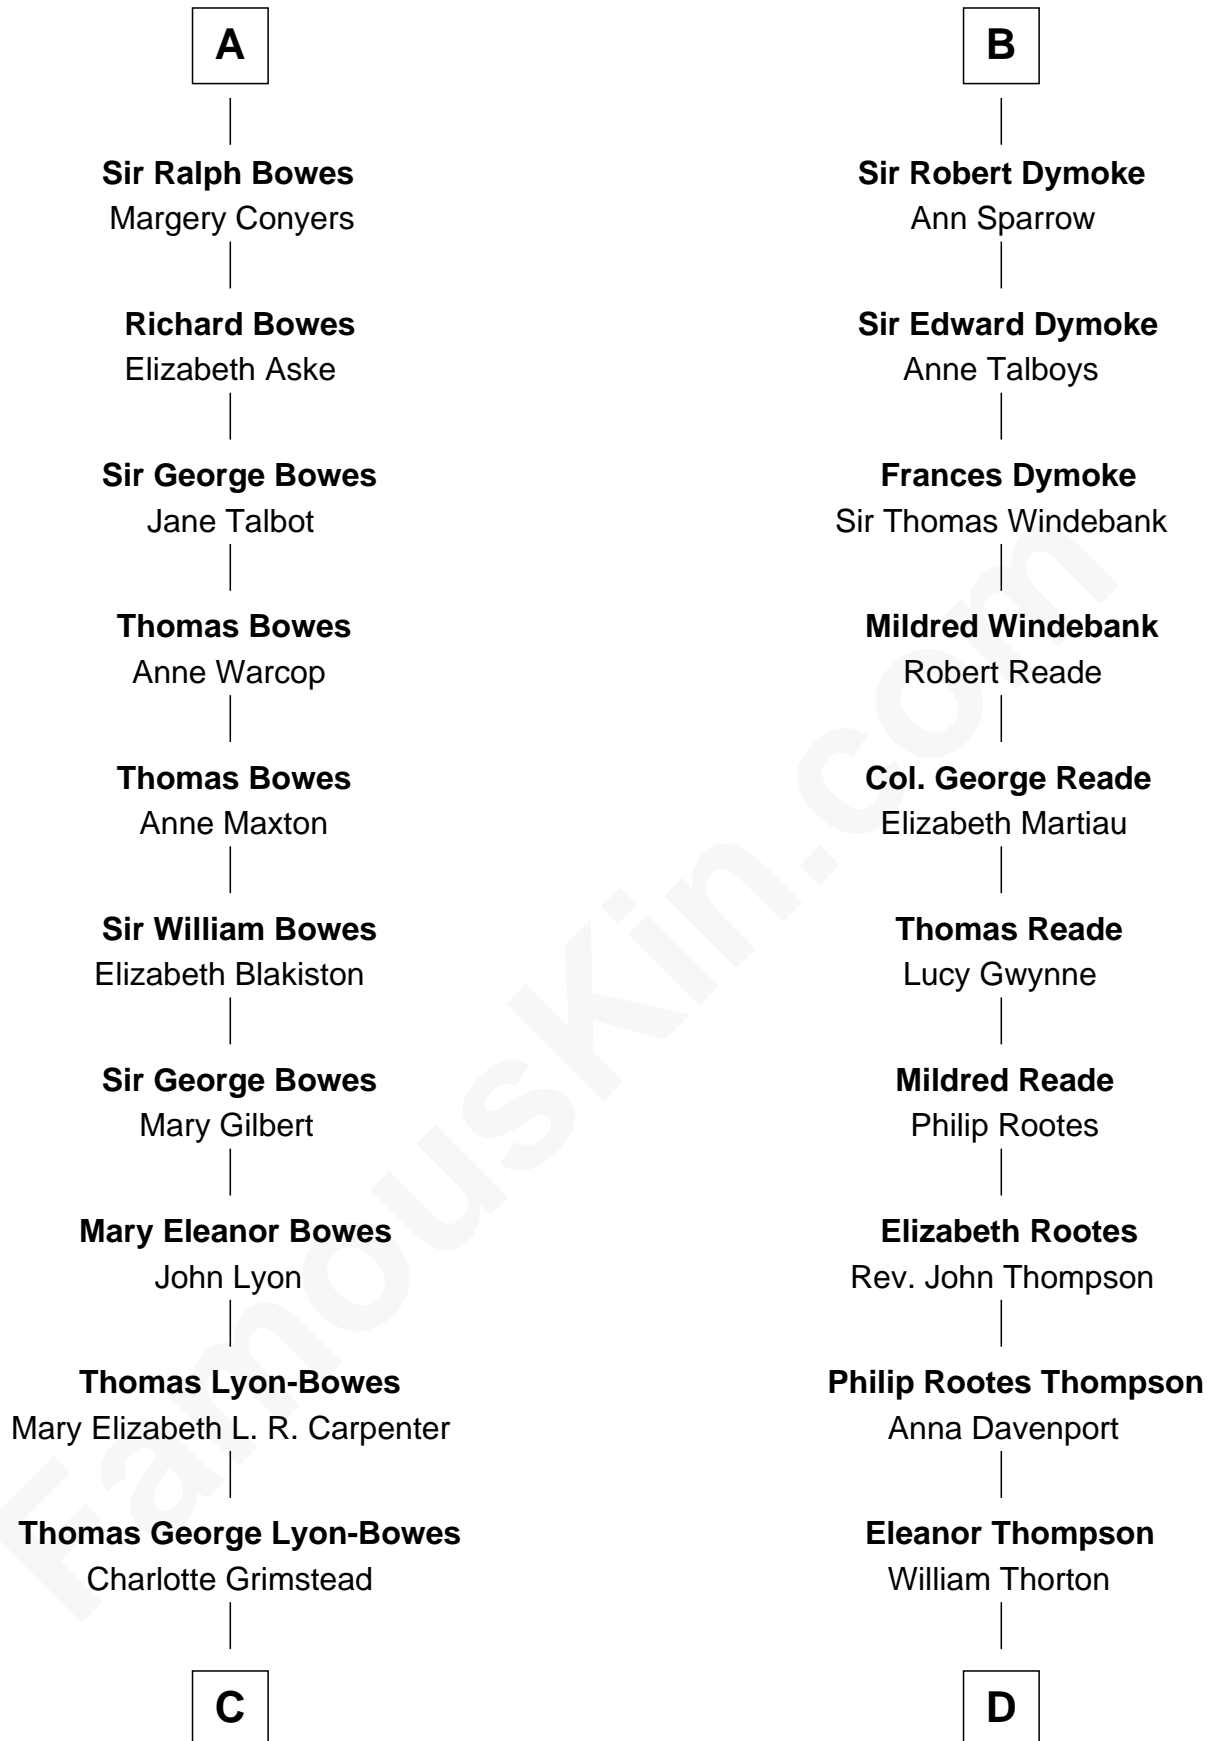 A
Sir Ralph Bowes
Margery Conyers
Richard Bowes
Elizabeth Aske
Sir George Bowes
Jane Talbot
Thomas Bowes
Anne Warcop
Thomas Bowes
Anne Maxton
Sir William Bowes
Elizabeth Blakiston
Sir George Bowes
Mary Gilbert
Mary Eleanor Bowes
John Lyon
Thomas Lyon-Bowes
Mary Elizabeth L. R. Carpenter
Thomas George Lyon-Bowes
Charlotte Grimstead
C
B
Sir Robert Dymoke
Ann Sparrow
Sir Edward Dymoke
Anne Talboys
Frances Dymoke
Sir Thomas Windebank
Mildred Windebank
Robert Reade
Col. George Reade
Elizabeth Martiau
Thomas Reade
Lucy Gwynne
Mildred Reade
Philip Rootes
Elizabeth Rootes
Rev. John Thompson
Philip Rootes Thompson
Anna Davenport
Eleanor Thompson
William Thorton
D
FamousKin.com